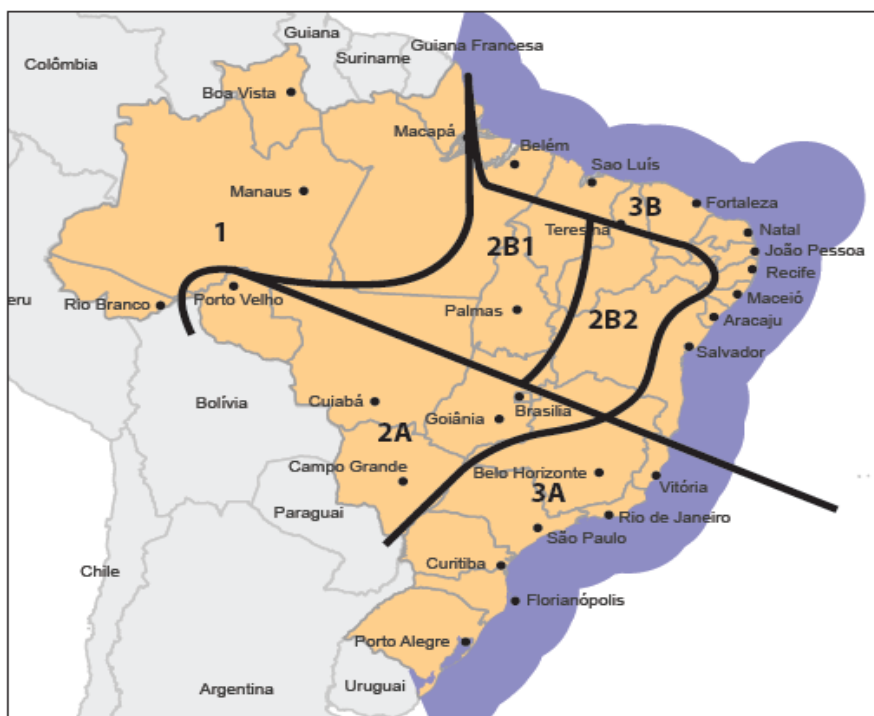 Guiana
Colômbia
Suriname
Guiana Francesa
Boa Vista
Macapá
Belém
Sao Luís
Manaus
3B
Fortaleza
1
Teresina
Natal
2B1
João Pessoa
Recife
eru
Rio Branco
Porto Velho
Maceió
Palmas
2B2
Aracaju
Salvador
Bolívia
Cuiabá
Brasilia
Goiânia
2A
Campo Grande
Belo Horizonte
Vitória
3A
Paraguai
Rio de Janeiro
São Paulo
Chile
Curitiba
Florianópolis
Porto Alegre
Argentina
Uruguai